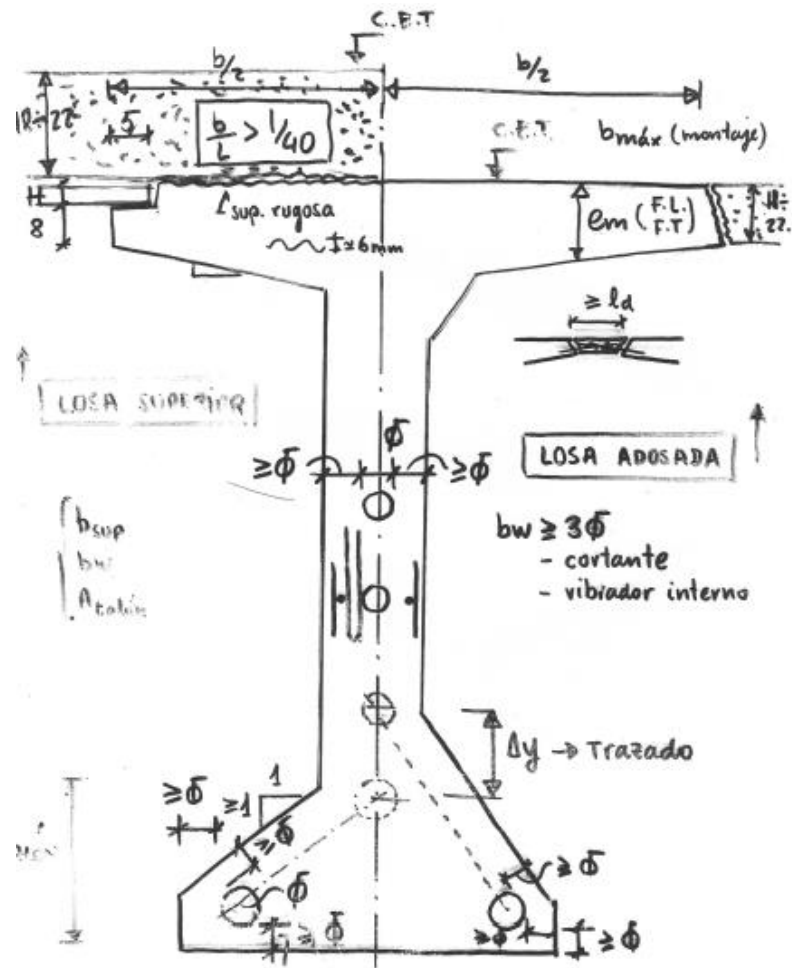 C.E.T
b/2
b/2
5
b/L > 1/40
C.E.T.
bmáx (montaje)
sup. rugosa
≈6mm
8
em (F.L. F.T)
22.
≥ ld
LOSA SUPERIOR
LOSA ADOSADA
Φ
≥Φ
≥Φ
bw ≥ 3Φ
- cortante
- vibrador interno
bsup
bw
Δy → Trazado
1
≥1
≥Φ
≥Φ
Φ
≥Φ
≥Φ
≥Φ
≥Φ